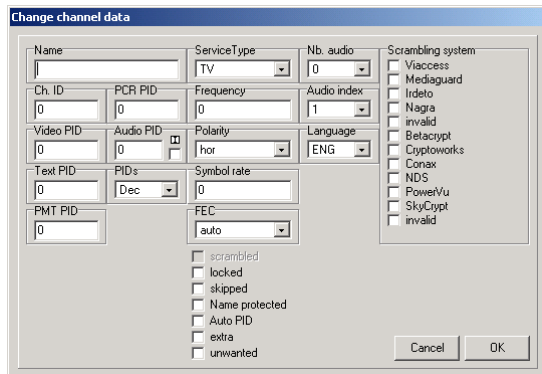 Change channel data
Name
ServiceType
TV
Nb. audio
0
Scrambling system
Viaccess
Mediaguard
Irdeto
Nagra
invalid
Betacrypt
Cryptoworks
Conax
NDS
PowerVu
SkyCrypt
invalid
Ch. ID
0
PCR PID
0
Frequency
0
Audio index
1
Video PID
0
Audio PID
0
Polarity
hor
Language
ENG
Text PID
0
PIDs
Dec
Symbol rate
0
PMT PID
0
FEC
auto
scrambled
locked
skipped
Name protected
Auto PID
extra
unwanted
Cancel
OK